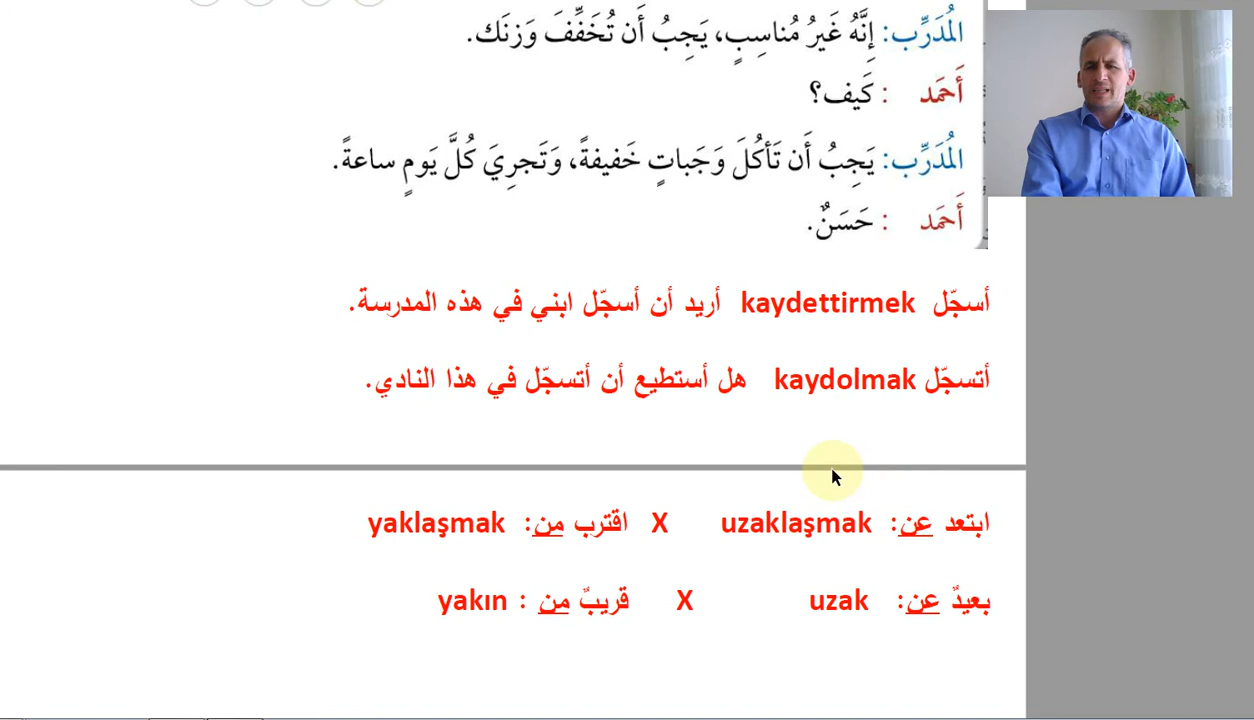 المُدَرِّب: إِنَّهُ غَيرُ مُناسِبٍ، يَجِبُ أَن تُخَفِّفَ وَزنَك.
أَحمَد : كَيف؟
المُدَرِّب: يَجِبُ أَن تَأكُلَ وَجَباتٍ خَفيفةً، وَتَجرِيَ كُلَّ يَومٍ ساعةً.
أَحمَد : حَسَنٌ.
أسجّل kaydettirmek أريد أن أسجّل ابني في هذه المدرسة.
أتسجّل kaydolmak هل أستطيع أن أتسجّل في هذا النادي.
ابتعد عن: uzaklaşmak X اقترب من: yaklaşmak
بعيدٌ عن: uzak X قريبٌ من : yakın